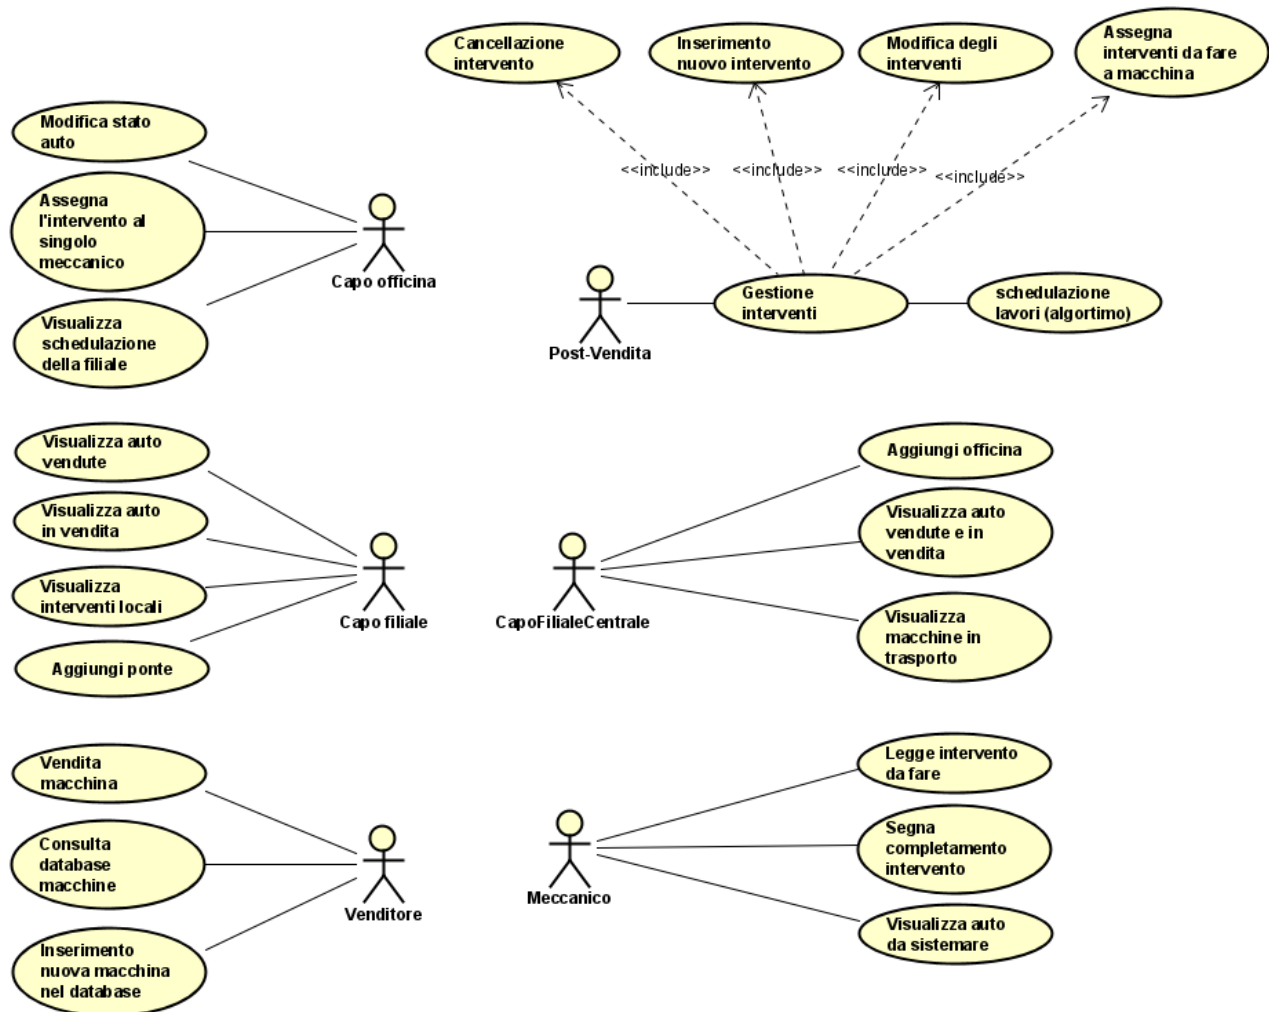 Cancellazione
intervento
Inserimento
nuovo intervento
Modifica degli
interventi
Assegna
interventi da fare
a macchina
<<include>>
<<include>>
<<include>>
<<include>>
Modifica stato
auto
Assegna
l'intervento al
singolo
meccanico
Visualizza
schedulazione
della filiale
Capo officina
Post-Vendita
Gestione
interventi
schedulazione
lavori (algortimo)
Visualizza auto
vendute
Visualizza auto
in vendita
Visualizza
interventi locali
Aggiungi ponte
Capo filiale
CapoFilialeCentrale
Aggiungi officina
Visualizza auto
vendute e in
vendita
Visualizza
macchine in
trasporto
Vendita
macchina
Consulta
database
macchine
Inserimento
nuova macchina
nel database
Venditore
Meccanico
Legge intervento
da fare
Segna
completamento
intervento
Visualizza auto
da sistemare